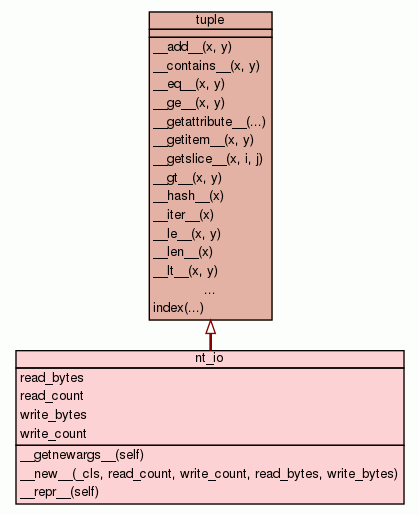 tuple
__add__(x, y)
__contains__(x, y)
__eq__(x, y)
__ge__(x, y)
__getattribute__(...)
__getitem__(x, y)
__getslice__(x, i, j)
__gt__(x, y)
__hash__(x)
__iter__(x)
__le__(x, y)
__len__(x)
__lt__(x, y)
...
index(...)
nt_io
read_bytes
read_count
write_bytes
write_count
__getnewargs__(self)
__new__(_cls, read_count, write_count, read_bytes, write_bytes)
__repr__(self)